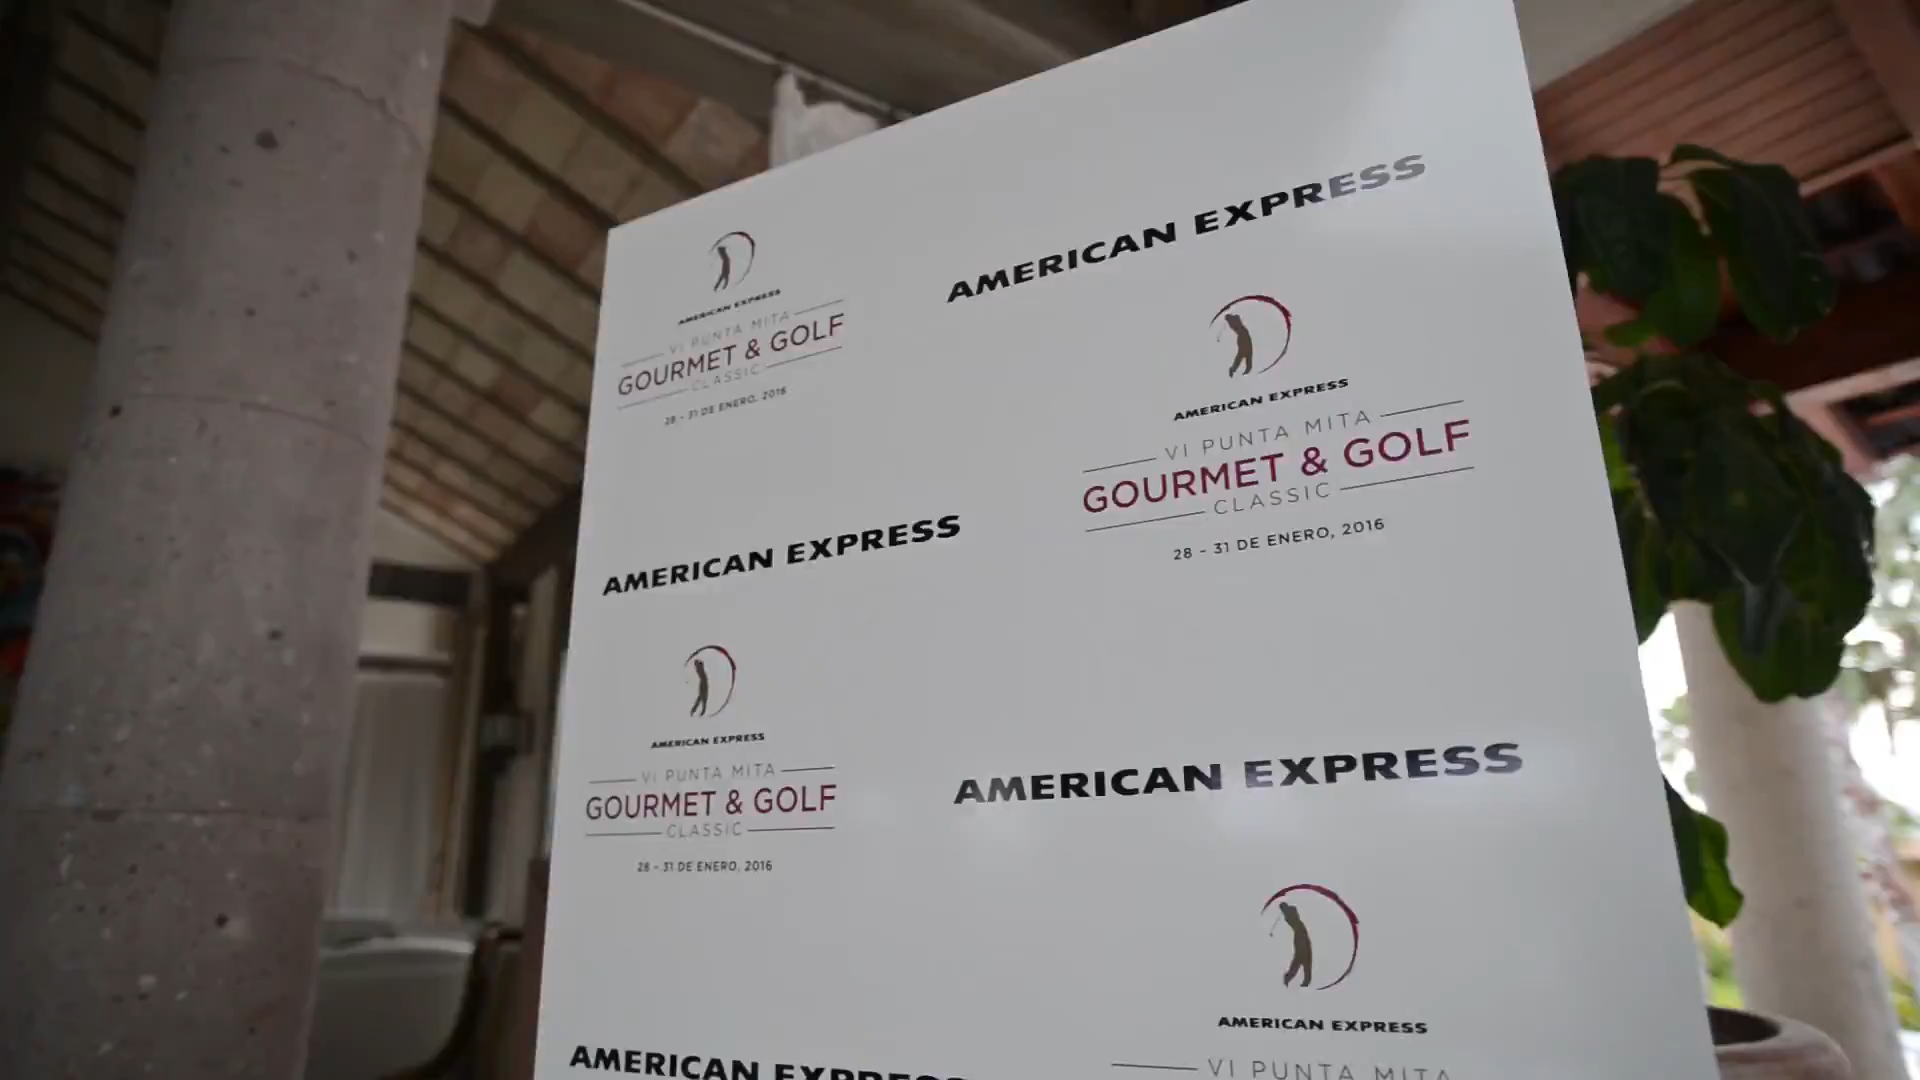 AMERICAN EXPRESS
VI PUNTA MITA
GOURMET & GOLF
CLASSIC
28 - 31 DE ENERO, 2016
AMERICAN EXPRESS
AMERICAN EXPRESS
VI PUNTA MITA
GOURMET & GOLF
CLASSIC
28 - 31 DE ENERO, 2016
AMERICAN EXPRESS
AMERICAN EXPRESS
VI PUNTA MITA
GOURMET & GOLF
CLASSIC
28 - 31 DE ENERO, 2016
AMERICAN EXPRESS
AMERICAN EXPRESS
VI PUNTA MITA
AMERICAN EXPRESS